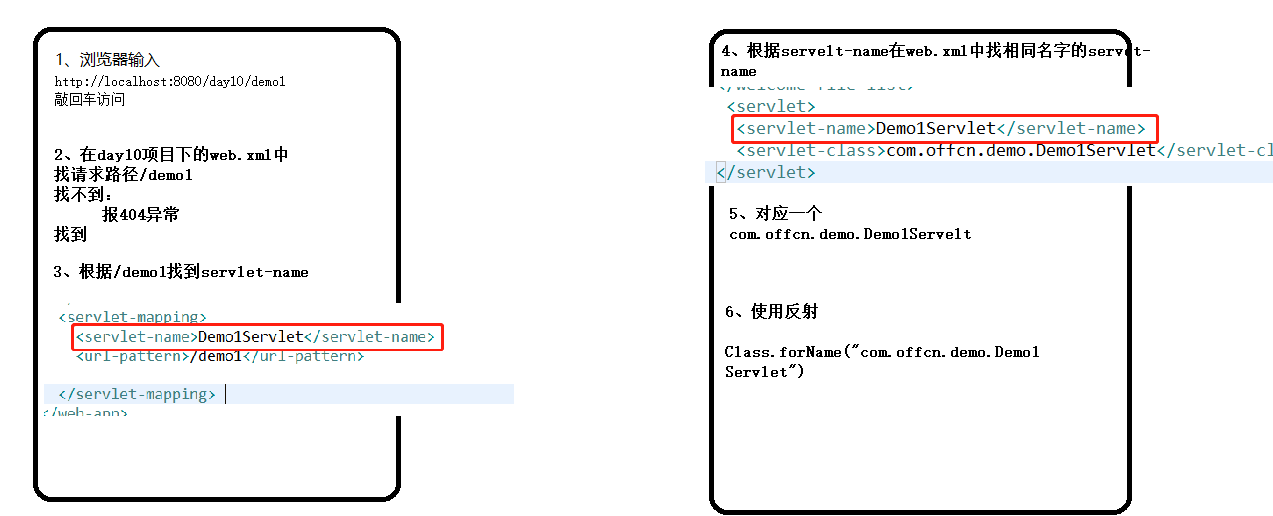 1、浏览器输入
http://localhost:8080/day10/demo1
敲回车访问
2、在day10项目下的web.xml中
找请求路径/demo1
找不到：
报404异常
找到
3、根据/demo1找到servlet-name
<servlet-mapping>
<servlet-name>Demo1Servlet</servlet-name>
<url-pattern>/demo1</url-pattern>
</servlet-mapping>
</web-app>
4、根据servelt-name在web.xml中找相同名字的servet-
name
</welcome-file-list>
<servlet>
<servlet-name>Demo1Servlet</servlet-name>
<servlet-class>com.offcn.demo.Demo1Servlet</servlet-cl
</servlet>
5、对应一个
com.offcn.demo.Demo1Servelt
6、使用反射
Class.forName("com.offcn.demo.Demo1
Servlet")